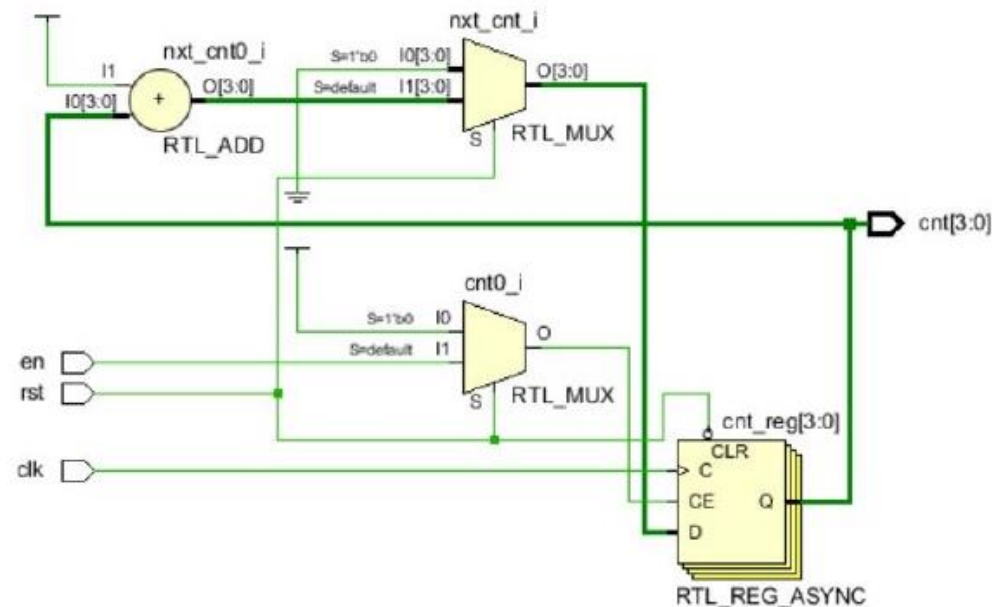 nxt_cnt_i
nxt_cnt0_i
S=1'b0 I0[3:0]
I1
O[3:0]
+
O[3:0]
S=default I1[3:0]
I0[3:0]
S
RTL_MUX
RTL_ADD
cnt[3:0]
cnt0_i
S=1'b0 I0
O
S=default I1
en
rst
S
RTL_MUX
cnt_reg[3:0]
CLR
clk
C
CE
Q
D
RTL_REG_ASYNC